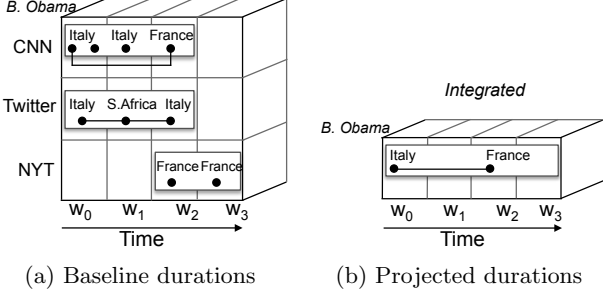 B. Obama
CNN
Italy Italy France
Twitter
Italy S.Africa Italy
NYT
France France
w0 w1 w2 w3
Time
(a) Baseline durations
Integrated
B. Obama
Italy France
w0 w1 w2 w3
Time
(b) Projected durations